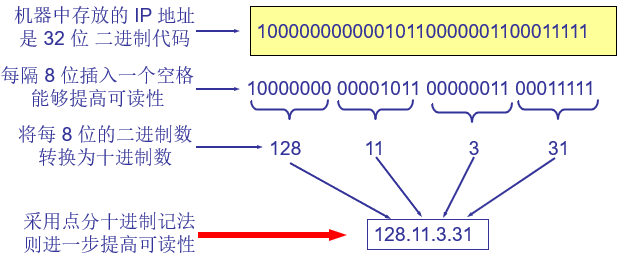 机器中存放的 IP 地址
是 32 位 二进制代码
10000000000010110000001100011111
每隔 8 位插入一个空格
能够提高可读性
10000000 00001011 00000011 00011111
将每 8 位的二进制数
转换为十进制数
128 11 3 31
采用点分十进制记法
则进一步提高可读性
128.11.3.31